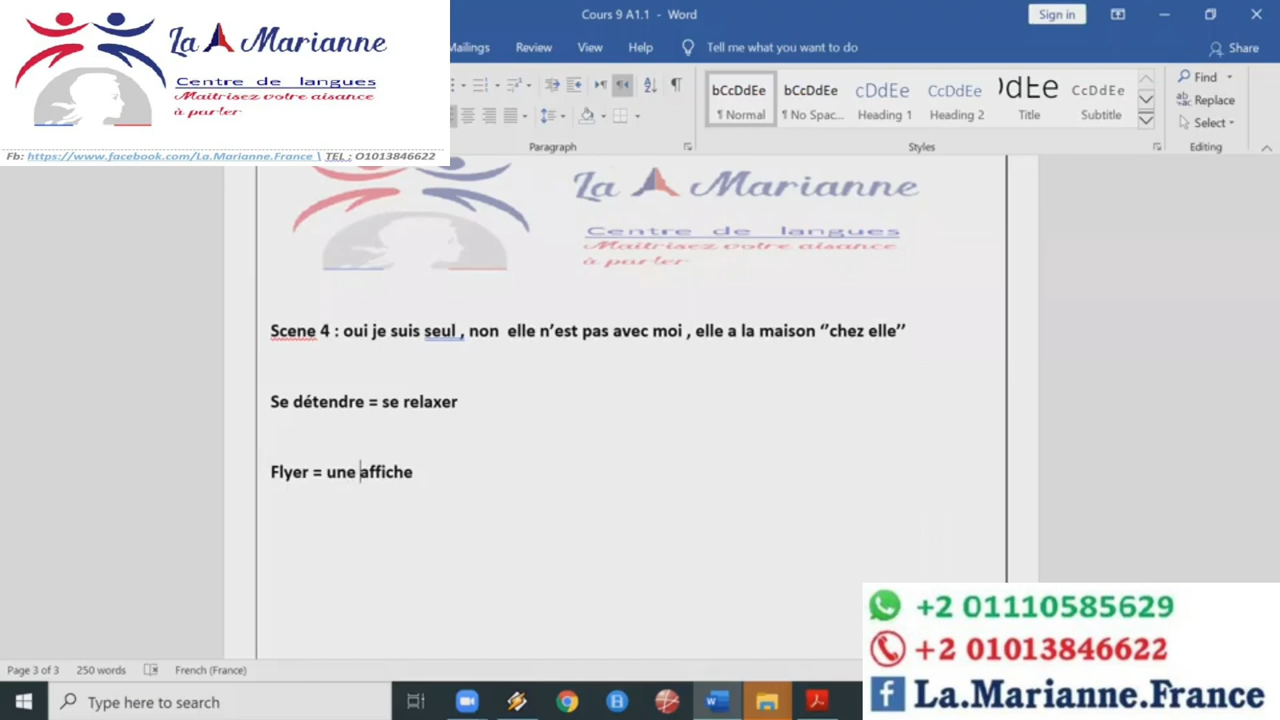 Cours 9 A1.1 - Word
Sign in
La Marianne
Centre de langues
Maitrisez votre aisance
à parler
Fb: https://www.facebook.com/La.Marianne.France \ TEL : O1013846622
Mailings Review View Help Tell me what you want to do Share
bCcDdEe bCcDdEe cDdEe CcDdEe DdEe CcDdEe
¶ Normal ¶ No Spac... Heading 1 Heading 2 Title Subtitle
Find
Replace
Select
Paragraph Styles Editing
La Marianne
Centre de langues
Maitrisez votre aisance
à parler
Scene 4 : oui je suis seul , non elle n’est pas avec moi , elle a la maison ‘’chez elle’’
Se détendre = se relaxer
Flyer = une affiche
+2 01110585629
+2 01013846622
La.Marianne.France
Page 3 of 3 250 words French (France)
Type here to search